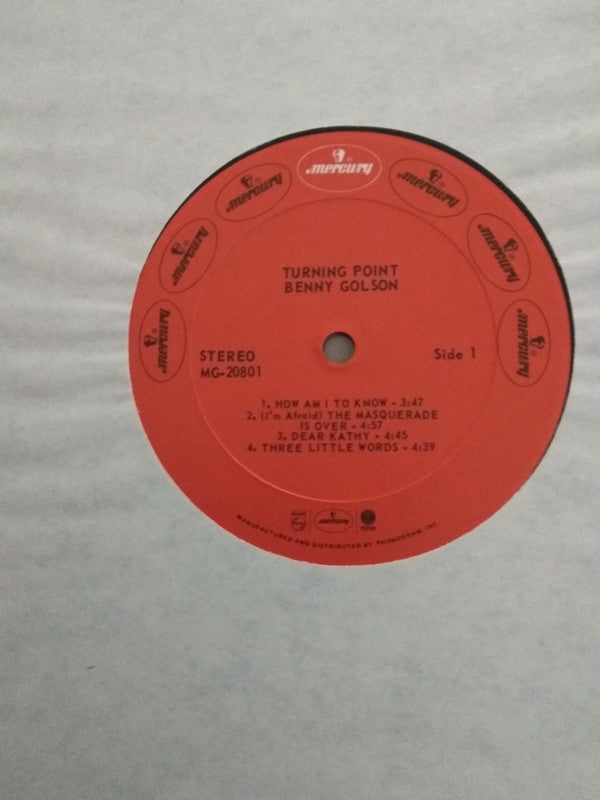 mercury
mercury
mercury
mercury
mercury
mercury
mercury
TURNING POINT
BENNY GOLSON
STEREO
MG-20801
Side 1
1. HOW AM I TO KNOW - 3:47
2. (I'm Afraid) THE MASQUERADE
IS OVER - 4:57
3. DEAR KATHY - 4:45
4. THREE LITTLE WORDS - 4:39
mercury
MANUFACTURED AND DISTRIBUTED BY PHONOGRAM, INC.